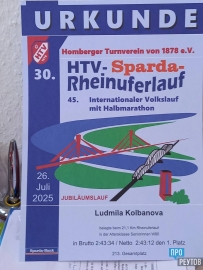 URKUNDE
HTV
Homberger Turnverein von 1878 e.V.
30. HTV-Sparda-
Rheinuferlauf
45. Internationaler Volkslauf
mit Halbmarathon
26.
Juli
2025
JUBILÄUMSLAUF
Ludmila Kolbanova
in Brutto 2:43:34 / Netto 2:43:12 den 1. Platz
Sparda-Bank
ПРО
РЕУТОВ